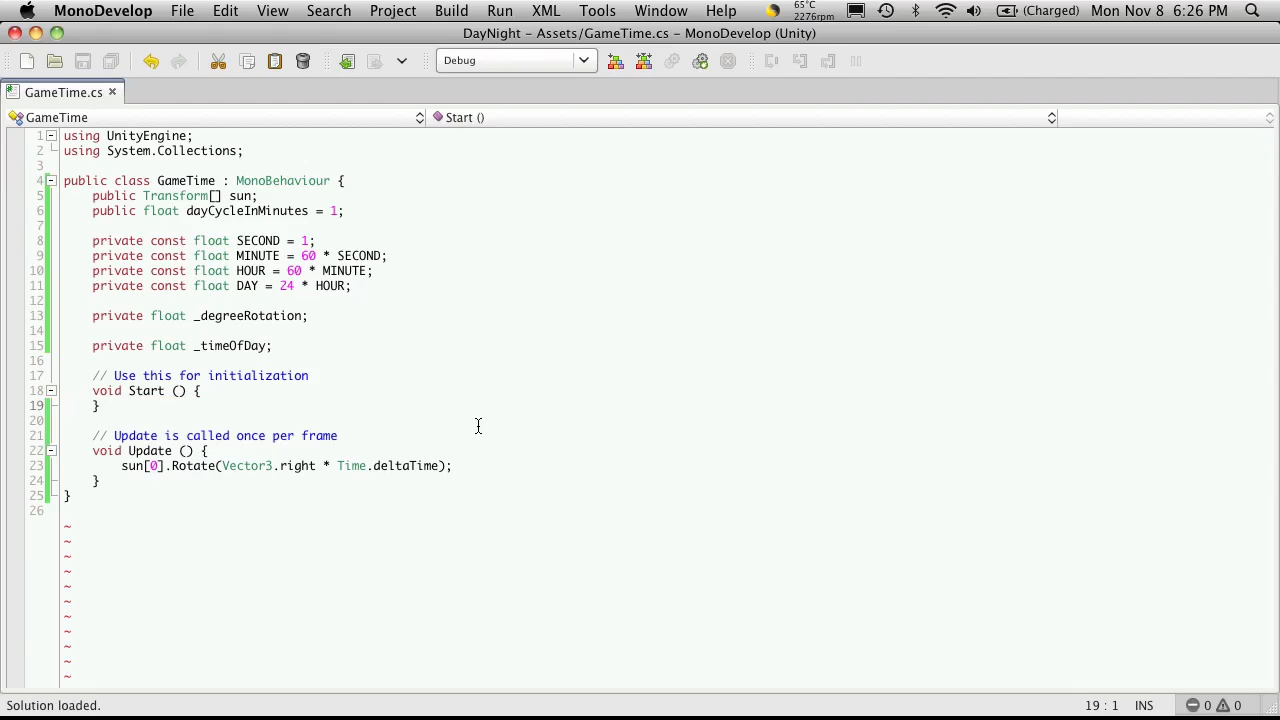 MonoDevelop File Edit View Search Project Build Run XML Tools Window Help 63°C 2276rpm (Charged) Mon Nov 8 6:26 PM
DayNight - Assets/GameTime.cs - MonoDevelop (Unity)
Debug
GameTime.cs
GameTime Start ()
1 using UnityEngine;
2 using System.Collections;
3
4 public class GameTime : MonoBehaviour {
5 public Transform[] sun;
6 public float dayCycleInMinutes = 1;
7
8 private const float SECOND = 1;
9 private const float MINUTE = 60 * SECOND;
10 private const float HOUR = 60 * MINUTE;
11 private const float DAY = 24 * HOUR;
12
13 private float _degreeRotation;
14
15 private float _timeOfDay;
16
17 // Use this for initialization
18 void Start () {
19 }
20
21 // Update is called once per frame
22 void Update () {
23 sun[0].Rotate(Vector3.right * Time.deltaTime);
24 }
25 }
26
~
~
~
~
~
~
~
~
~
~
~
Solution loaded. 19 : 1 INS 0 0